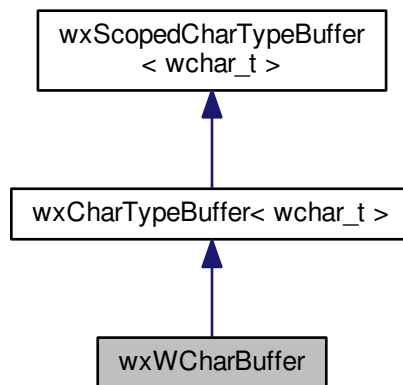 wxScopedCharTypeBuffer
< wchar_t >
wxCharTypeBuffer< wchar_t >
wxWCharBuffer